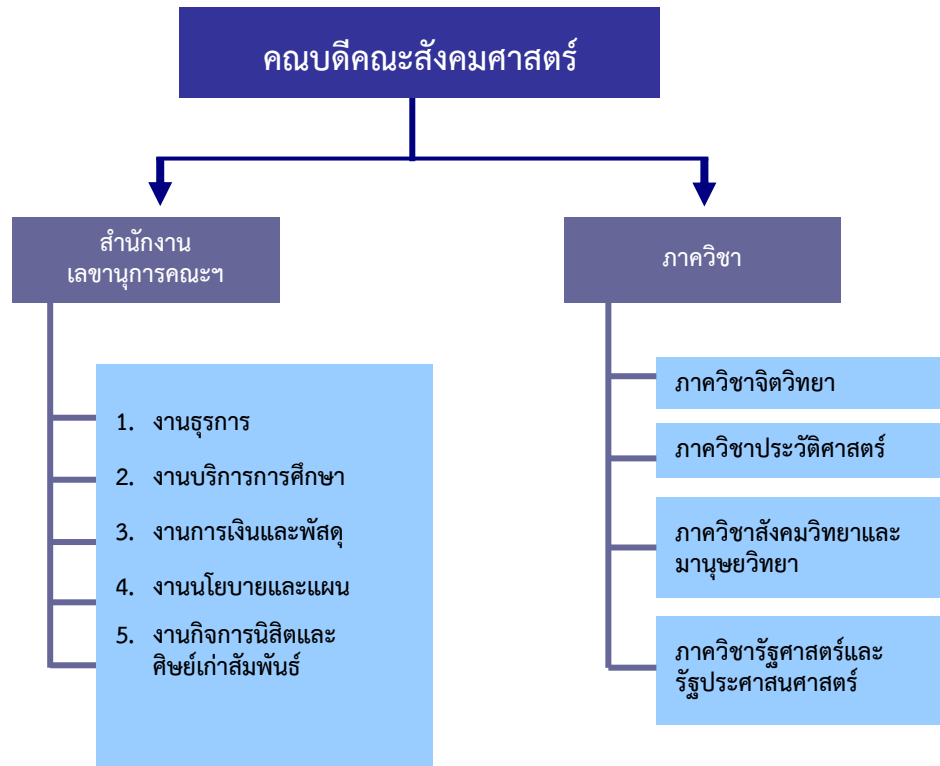 คณบดีคณะสังคมศาสตร์
สำนักงาน
เลขานุการคณะฯ
1. งานธุรการ
2. งานบริการการศึกษา
3. งานการเงินและพัสดุ
4. งานนโยบายและแผน
5. งานกิจการนิสิตและ
ศิษย์เก่าสัมพันธ์
ภาควิชา
ภาควิชาจิตวิทยา
ภาควิชาประวัติศาสตร์
ภาควิชาสังคมวิทยาและ
มานุษยวิทยา
ภาควิชารัฐศาสตร์และ
รัฐประศาสนศาสตร์